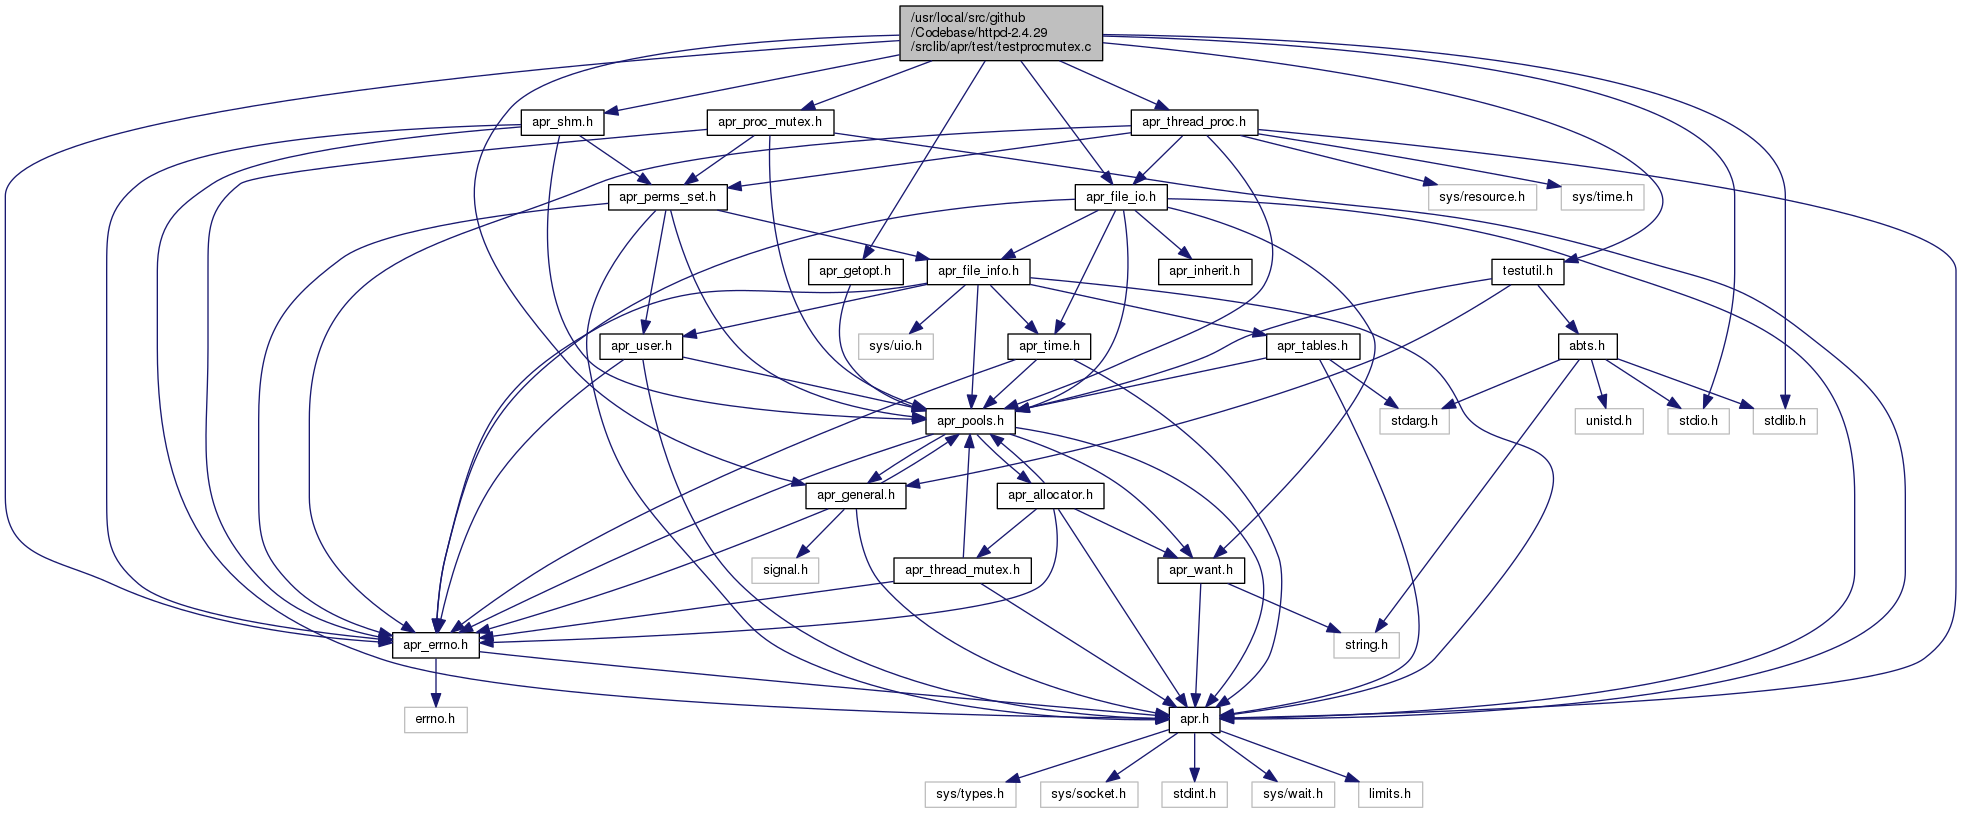 /usr/local/src/github
/Codebase/httpd-2.4.29
/srclib/apr/test/testprocmutex.c
apr_shm.h
apr_proc_mutex.h
apr_thread_proc.h
apr_perms_set.h
apr_file_io.h
sys/resource.h
sys/time.h
apr_getopt.h
apr_file_info.h
apr_inherit.h
testutil.h
apr_user.h
sys/uio.h
apr_time.h
apr_tables.h
abts.h
apr_pools.h
stdarg.h
unistd.h
stdio.h
stdlib.h
apr_general.h
apr_allocator.h
signal.h
apr_thread_mutex.h
apr_want.h
apr_errno.h
string.h
errno.h
apr.h
sys/types.h
sys/socket.h
stdint.h
sys/wait.h
limits.h